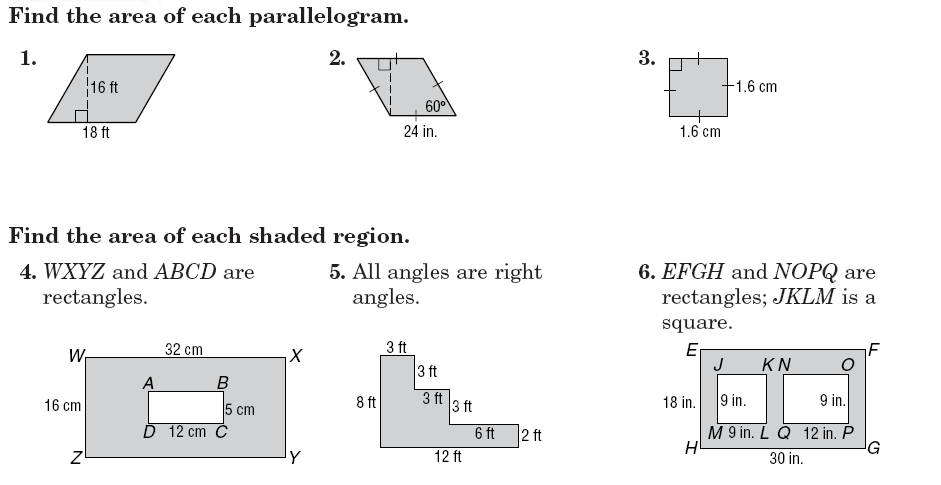 Find the area of each parallelogram.
1.
16 ft
18 ft
2.
60°
24 in.
3.
1.6 cm
1.6 cm
Find the area of each shaded region.
4. WXYZ and ABCD are
rectangles.
W
32 cm
X
A
B
16 cm
5 cm
D 12 cm C
Z
Y
5. All angles are right
angles.
3 ft
3 ft
8 ft
3 ft
3 ft
6 ft
2 ft
12 ft
6. EFGH and NOPQ are
rectangles; JKLM is a
square.
E
F
J
K N
O
18 in.
9 in.
9 in.
M 9 in. L Q 12 in. P
H
G
30 in.